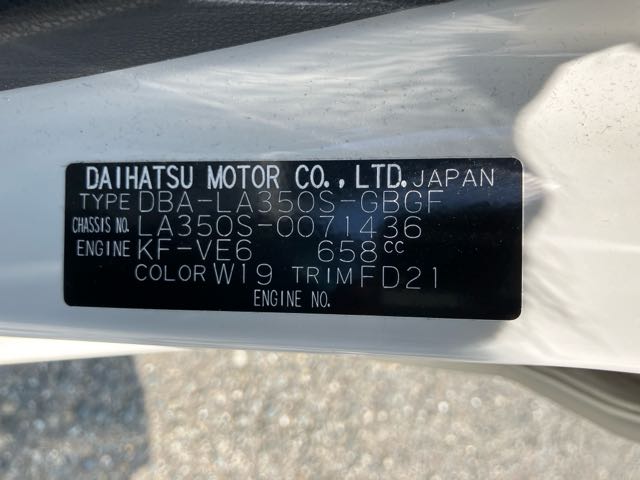 DAIHATSU MOTOR CO., LTD. JAPAN
TYPE DBA-LA350S-GBGF
CHASSIS NO. LA350S-0071436
ENGINE KF-VE6 658CC
COLOR W19 TRIM FD21
ENGINE NO.